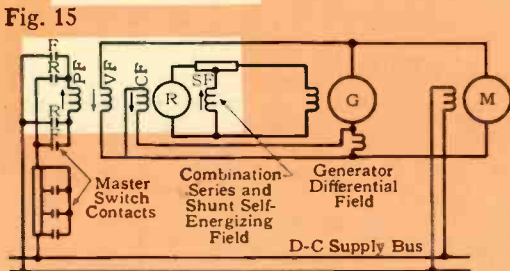 Fig. 15
F
R
PF
VF
CF
R
SF
G
M
R
F
Master
Switch
Contacts
Combination-
Series and
Shunt Self-
Energizing
Field
Generator
Differential
Field
D-C Supply Bus